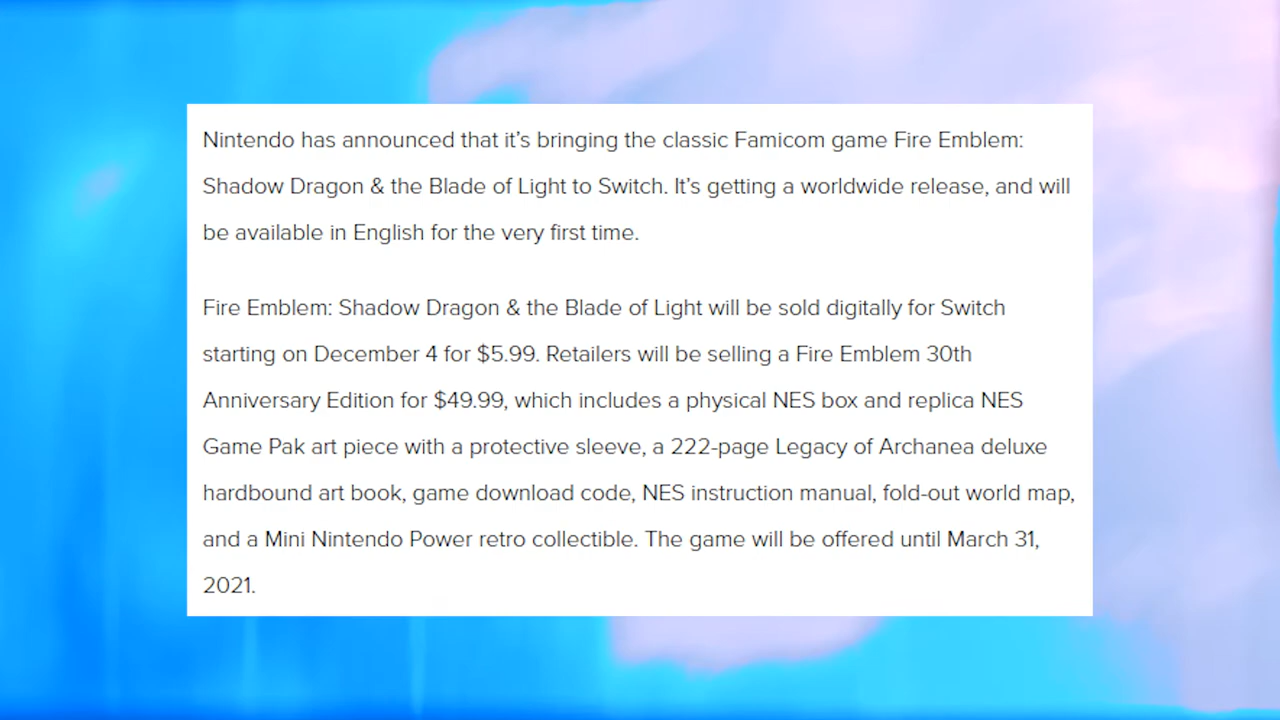 Nintendo has announced that it’s bringing the classic Famicom game Fire Emblem:
Shadow Dragon & the Blade of Light to Switch. It’s getting a worldwide release, and will
be available in English for the very first time.
Fire Emblem: Shadow Dragon & the Blade of Light will be sold digitally for Switch
starting on December 4 for $5.99. Retailers will be selling a Fire Emblem 30th
Anniversary Edition for $49.99, which includes a physical NES box and replica NES
Game Pak art piece with a protective sleeve, a 222-page Legacy of Archanea deluxe
hardbound art book, game download code, NES instruction manual, fold-out world map,
and a Mini Nintendo Power retro collectible. The game will be offered until March 31,
2021.